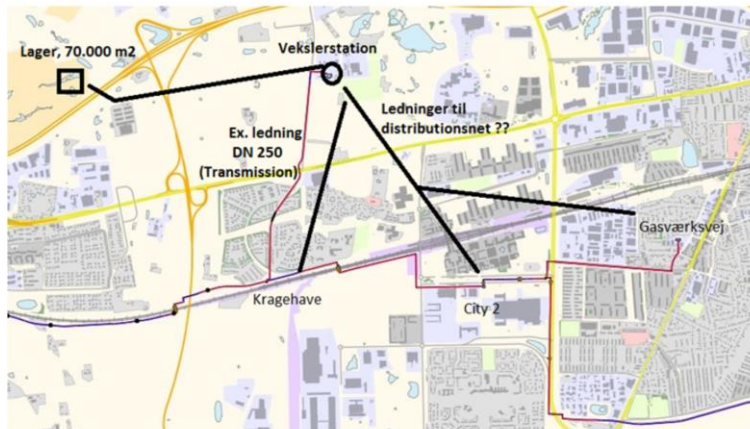 Lager, 70.000 m2
Vekslerstation
Ledninger til
distributionsnet ??
Ex. ledning
DN 250
(Transmission)
Gasværksvej
Kragehave
City 2